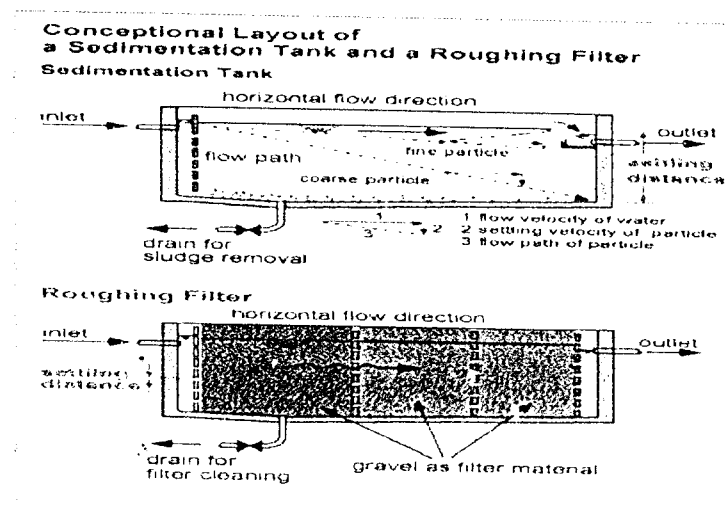 Conceptional Layout of
a Sedimentation Tank and a Roughing Filter
Sedimentation Tank
horizontal flow direction
inlet
outlet
flow path
fine particle
settling
distance
coarse particle
1
3
2
1 flow velocity of water
2 settling velocity of particle
3 flow path of particle
drain for
sludge removal
Roughing Filter
horizontal flow direction
inlet
outlet
settling
distance
drain for
filter cleaning
gravel as filter material